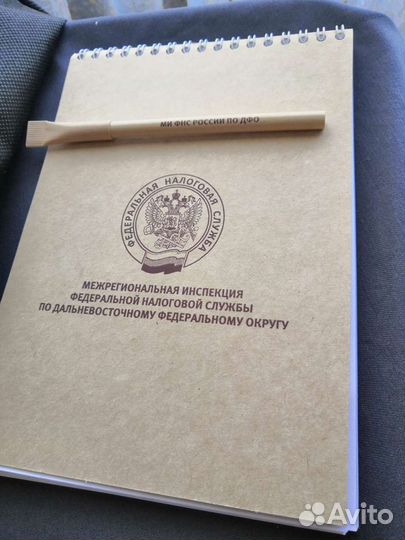 МИ ФНС РОССИИ ПО ДФО
ФЕДЕРАЛЬНАЯ НАЛОГОВАЯ СЛУЖБА
МЕЖРЕГИОНАЛЬНАЯ ИНСПЕКЦИЯ
ФЕДЕРАЛЬНОЙ НАЛОГОВОЙ СЛУЖБЫ
ПО ДАЛЬНЕВОСТОЧНОМУ ФЕДЕРАЛЬНОМУ ОКРУГУ
Avito